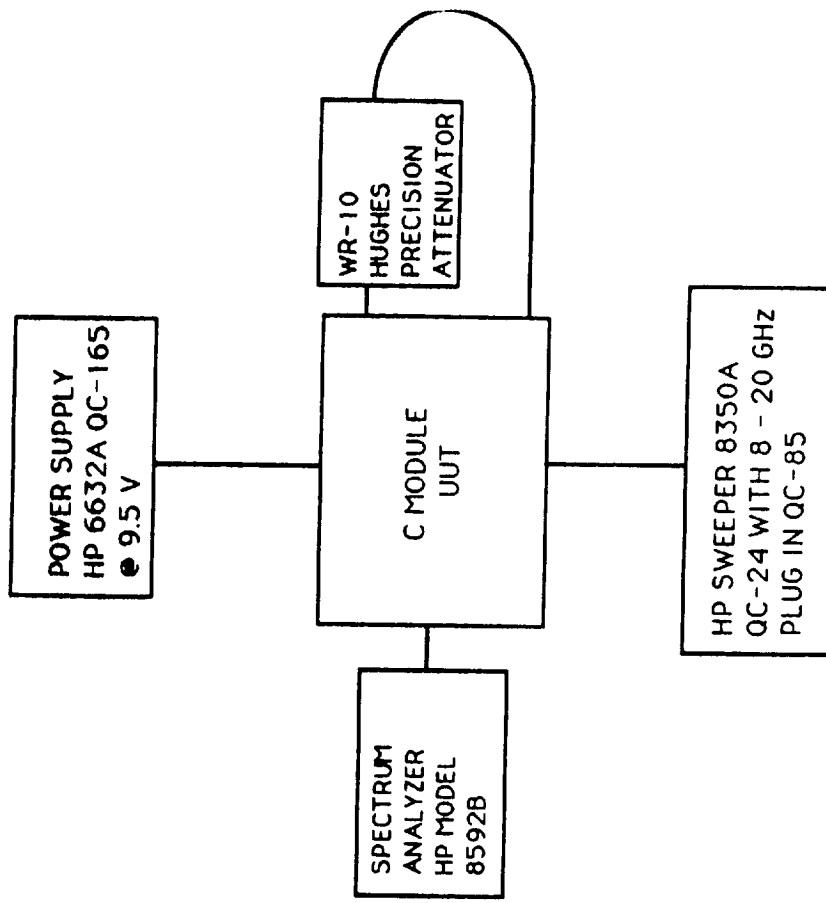 POWER SUPPLY
HP 6632A QC-165
@ 9.5 V
WR-10
HUGHES
PRECISION
ATTENUATOR
C MODULE
UUT
SPECTRUM
ANALYZER
HP MODEL
8592B
HP SWEEPER 8350A
QC-24 WITH 8 - 20 GHz
PLUG IN QC-85